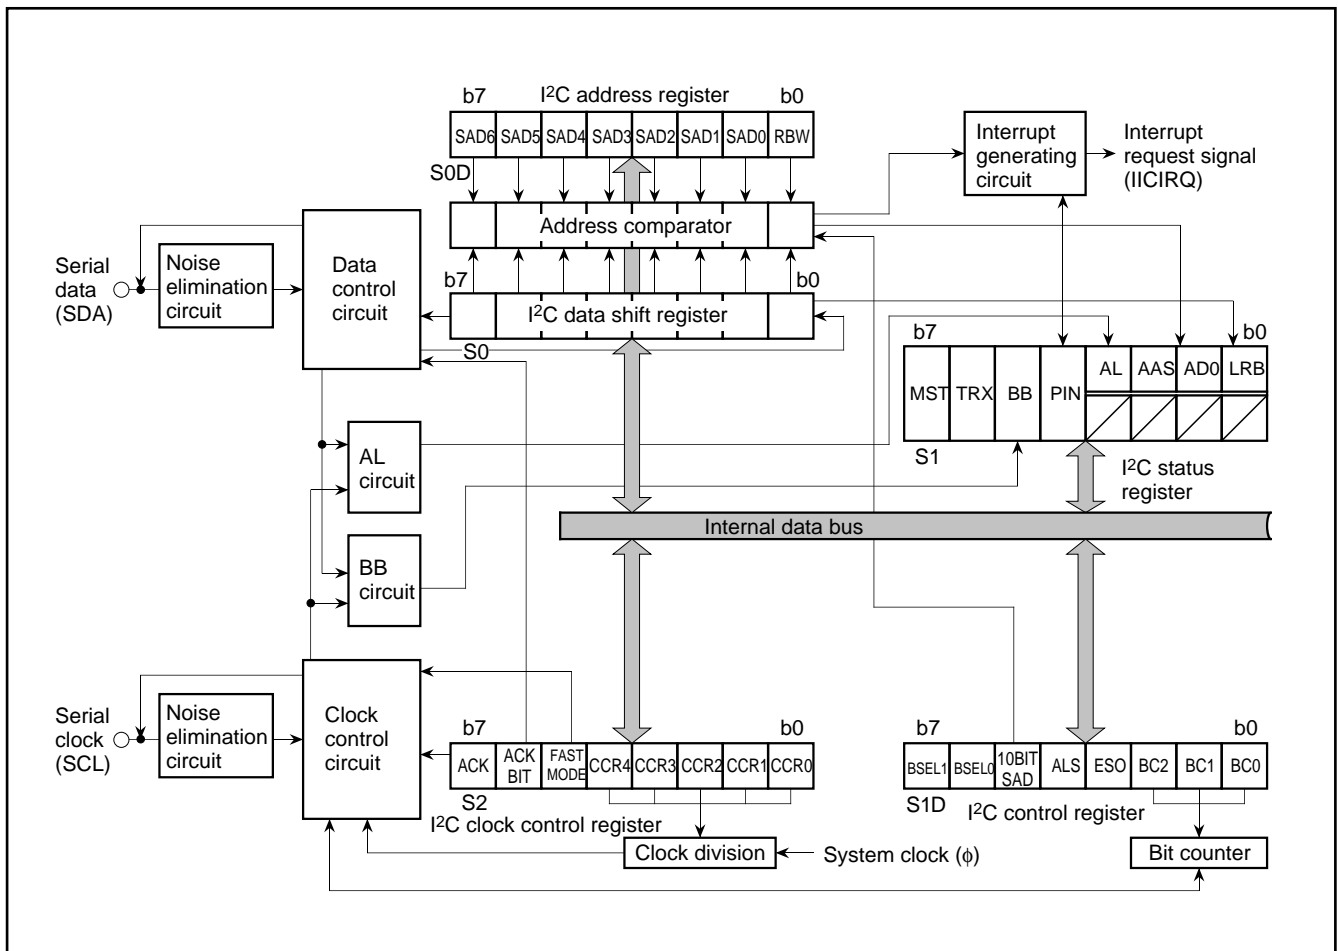 b7 I²C address register b0
SAD6 SAD5 SAD4 SAD3 SAD2 SAD1 SAD0 RBW
S0D
Interrupt
generating
circuit
Interrupt
request signal
(IICIRQ)
Address comparator
Serial
data
(SDA)
Noise
elimination
circuit
Data
control
circuit
b7 b0
I²C data shift register
S0
b7 b0
MST TRX BB PIN AL AAS AD0 LRB
S1
I²C status
register
AL
circuit
Internal data bus
BB
circuit
Serial
clock
(SCL)
Noise
elimination
circuit
Clock
control
circuit
b7 b0
ACK ACK BIT FAST MODE CCR4 CCR3 CCR2 CCR1 CCR0
S2
I²C clock control register
Clock division
System clock (ϕ)
b7 b0
BSEL1 BSEL0 10BIT SAD ALS ESO BC2 BC1 BC0
S1D
I²C control register
Bit counter